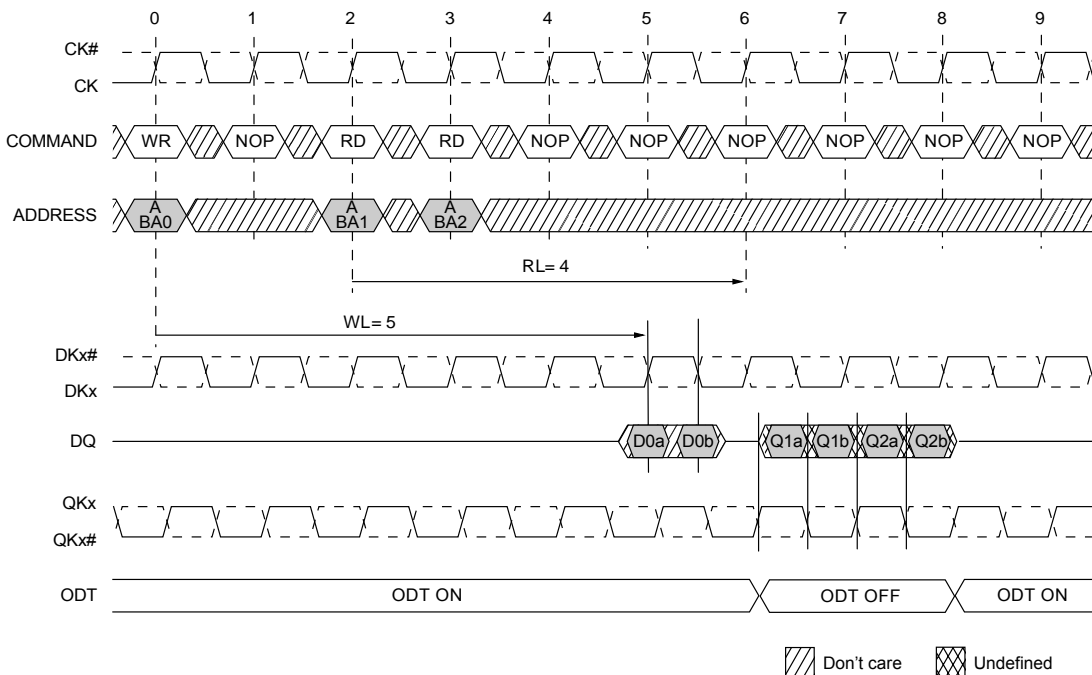 0 1 2 3 4 5 6 7 8 9
CK#
CK
COMMAND WR NOP RD RD NOP NOP NOP NOP NOP NOP
ADDRESS A BA0 A BA1 A BA2
RL= 4
WL= 5
DKx#
DKx
DQ D0a D0b Q1a Q1b Q2a Q2b
QKx
QKx#
ODT ODT ON ODT OFF ODT ON
Don't care Undefined